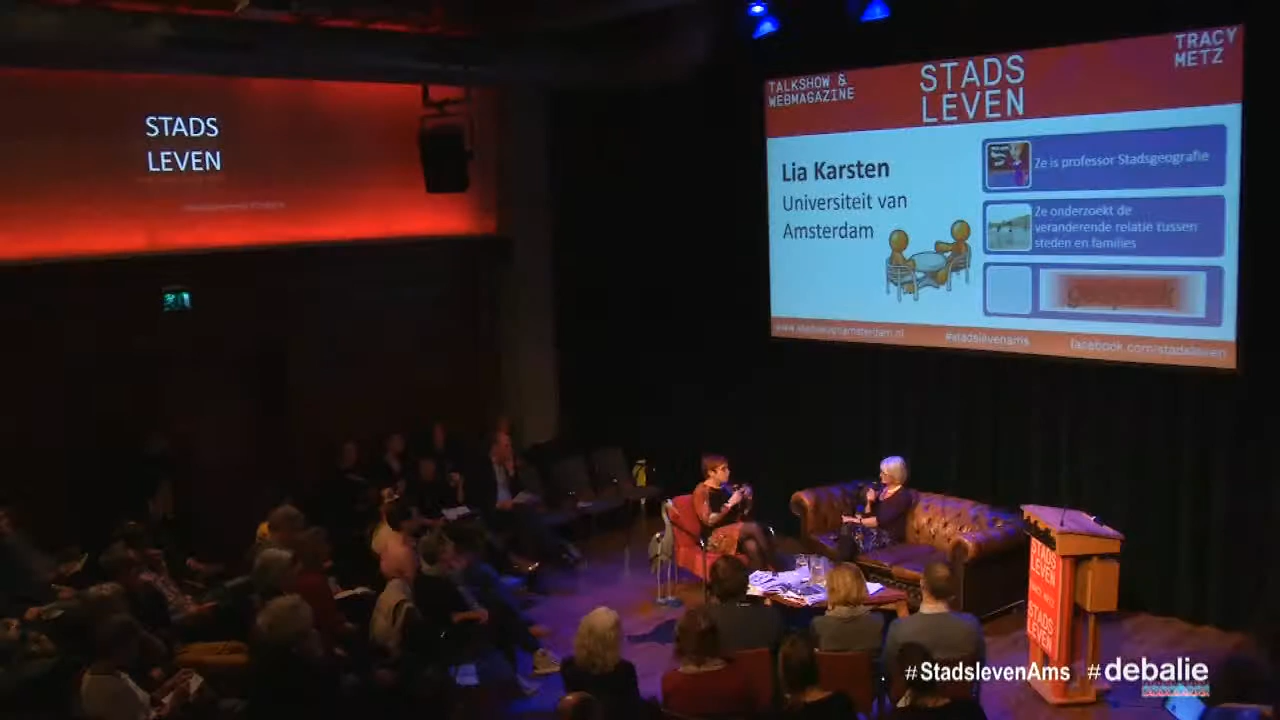 STADS
LEVEN
TALKSHOW &
WEBMAGAZINE
STADS
LEVEN
TRACY
METZ
Lia Karsten
Universiteit van
Amsterdam
Ze is professor Stadsgeografie
Ze onderzoekt de
veranderende relatie tussen
steden en families
#stadslevenams
facebook.com/stadsleven
STADS
LEVEN
STADS
LEVEN
#StadslevenAms #debalie